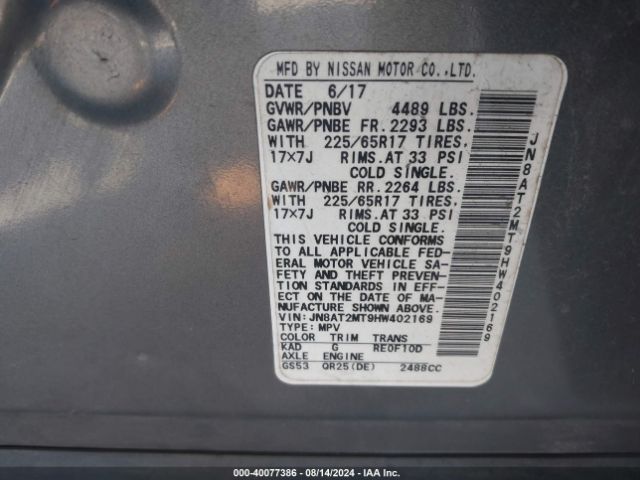 MFD BY NISSAN MOTOR CO.,LTD.
DATE 6/17
GVWR/PNBV 4489 LBS.
GAWR/PNBE FR. 2293 LBS.
WITH 225/65R17 TIRES,
17×7J RIMS.AT 33 PSI
COLD SINGLE.
GAWR/PNBE RR. 2264 LBS.
WITH 225/65R17 TIRES,
17×7J RIMS.AT 33 PSI
COLD SINGLE.
THIS VEHICLE CONFORMS
TO ALL APPLICABLE FED-
ERAL MOTOR VEHICLE SA-
FETY AND THEFT PREVEN-
TION STANDARDS IN EFF-
ECT ON THE DATE OF MA-
NUFACTURE SHOWN ABOVE.
VIN: JN8AT2MT9HW402169
TYPE: MPV
COLOR TRIM TRANS
KAD G RE0F10D
AXLE ENGINE
GS53 QR25(DE) 2488CC
JN8AT2MT9HW402169
000-40077386 - 08/14/2024 - IAA Inc.